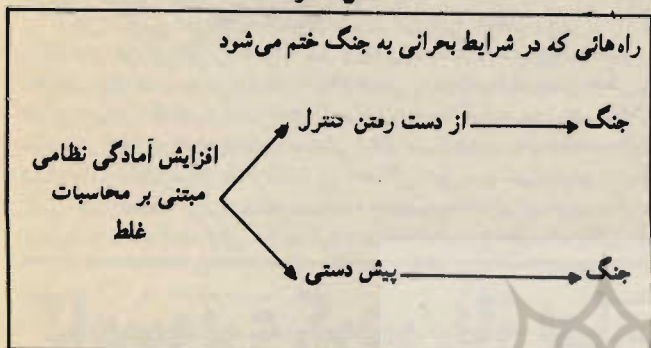 راه‌هائی که در شرایط بحرانی به جنگ ختم می‌شود
از دست رفتن کنترل
جنگ
افزایش آمادگی نظامی
مبتنی بر محاسبات
غلط
پیش دستی
جنگ